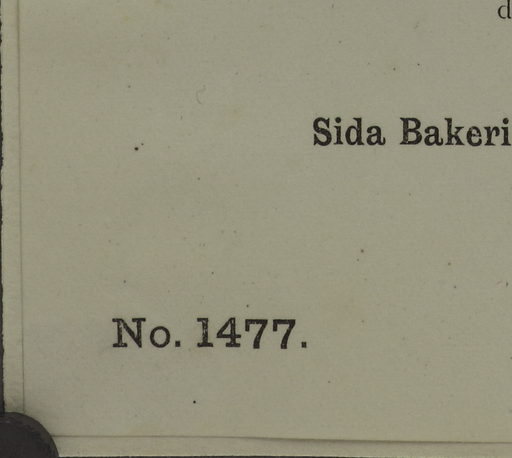 d
Sida Bakeri
No. 1477.